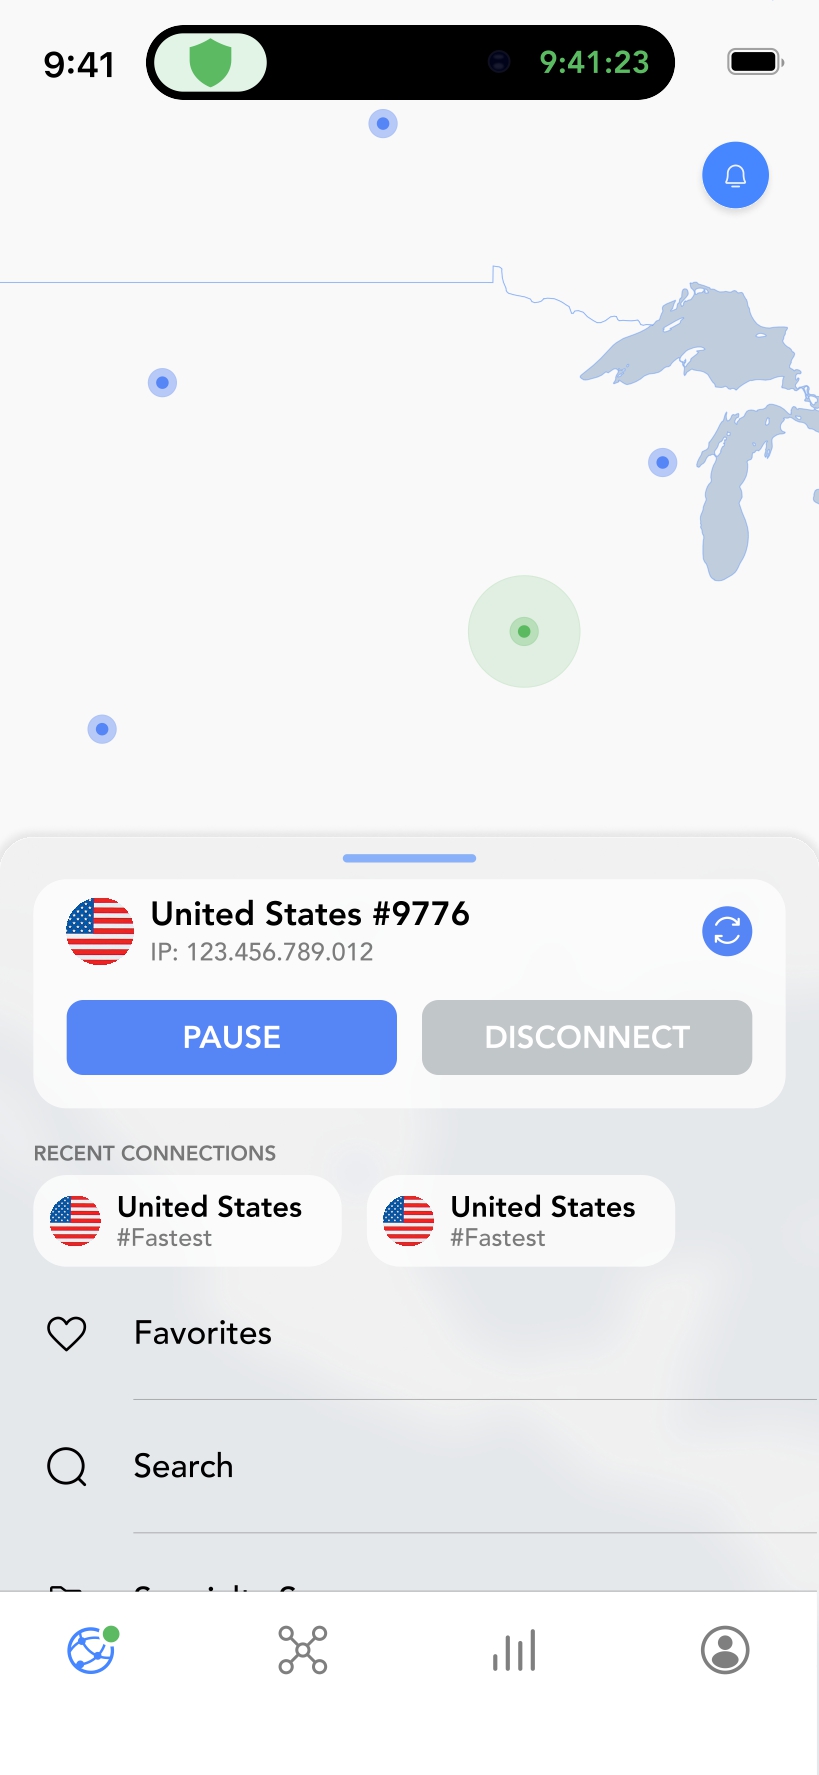 9:41
9:41:23
United States #9776
IP: 123.456.789.012
PAUSE
DISCONNECT
RECENT CONNECTIONS
United States
#Fastest
United States
#Fastest
Favorites
Search